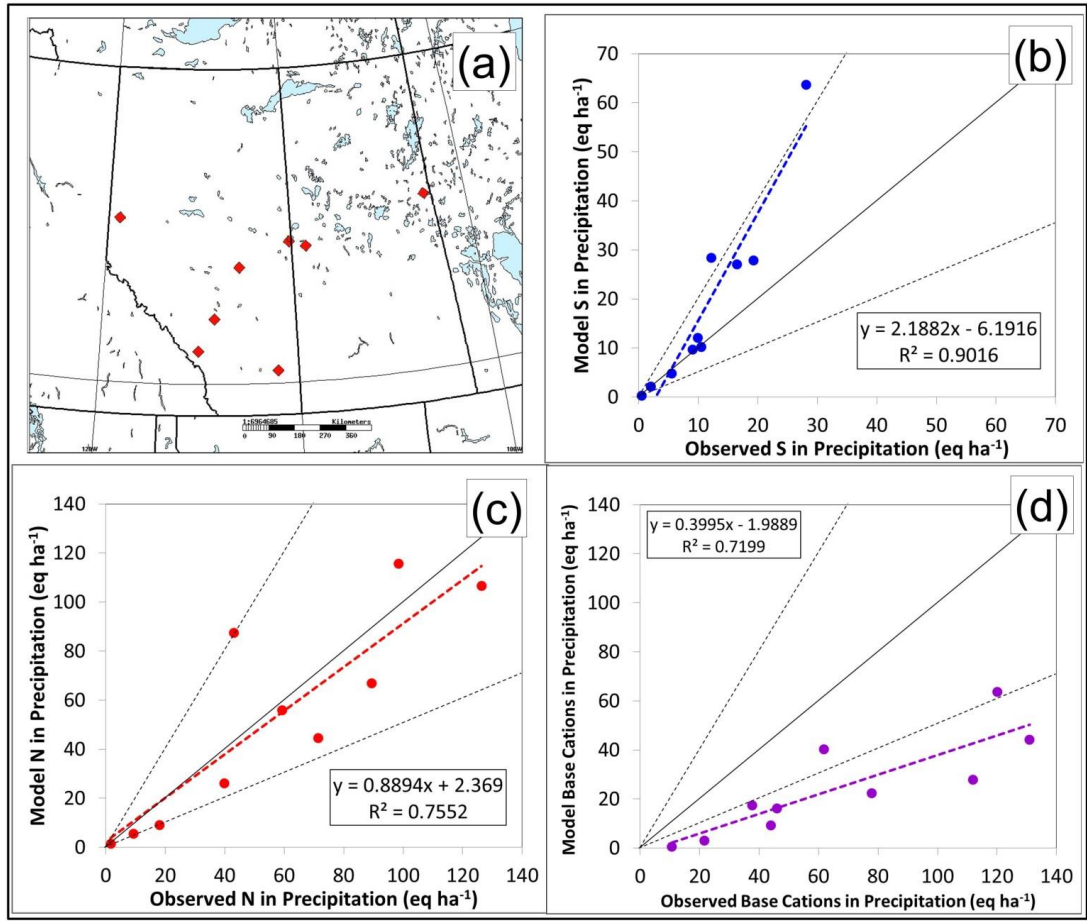 (a)
1:6964685 Kilometers
0 90 180 270 360
120W
100W
(b)
Model S in Precipitation (eq ha-1)
70
60
50
40
30
20
10
0
y = 2.1882x - 6.1916
R² = 0.9016
0 10 20 30 40 50 60 70
Observed S in Precipitation (eq ha-1)
(c)
Model N in Precipitation (eq ha-1)
140
120
100
80
60
40
20
0
y = 0.8894x + 2.369
R² = 0.7552
0 20 40 60 80 100 120 140
Observed N in Precipitation (eq ha-1)
(d)
Model Base Cations in Precipitation (eq ha-1)
140
120
100
80
60
40
20
0
y = 0.3995x - 1.9889
R² = 0.7199
0 20 40 60 80 100 120 140
Observed Base Cations in Precipitation (eq ha-1)